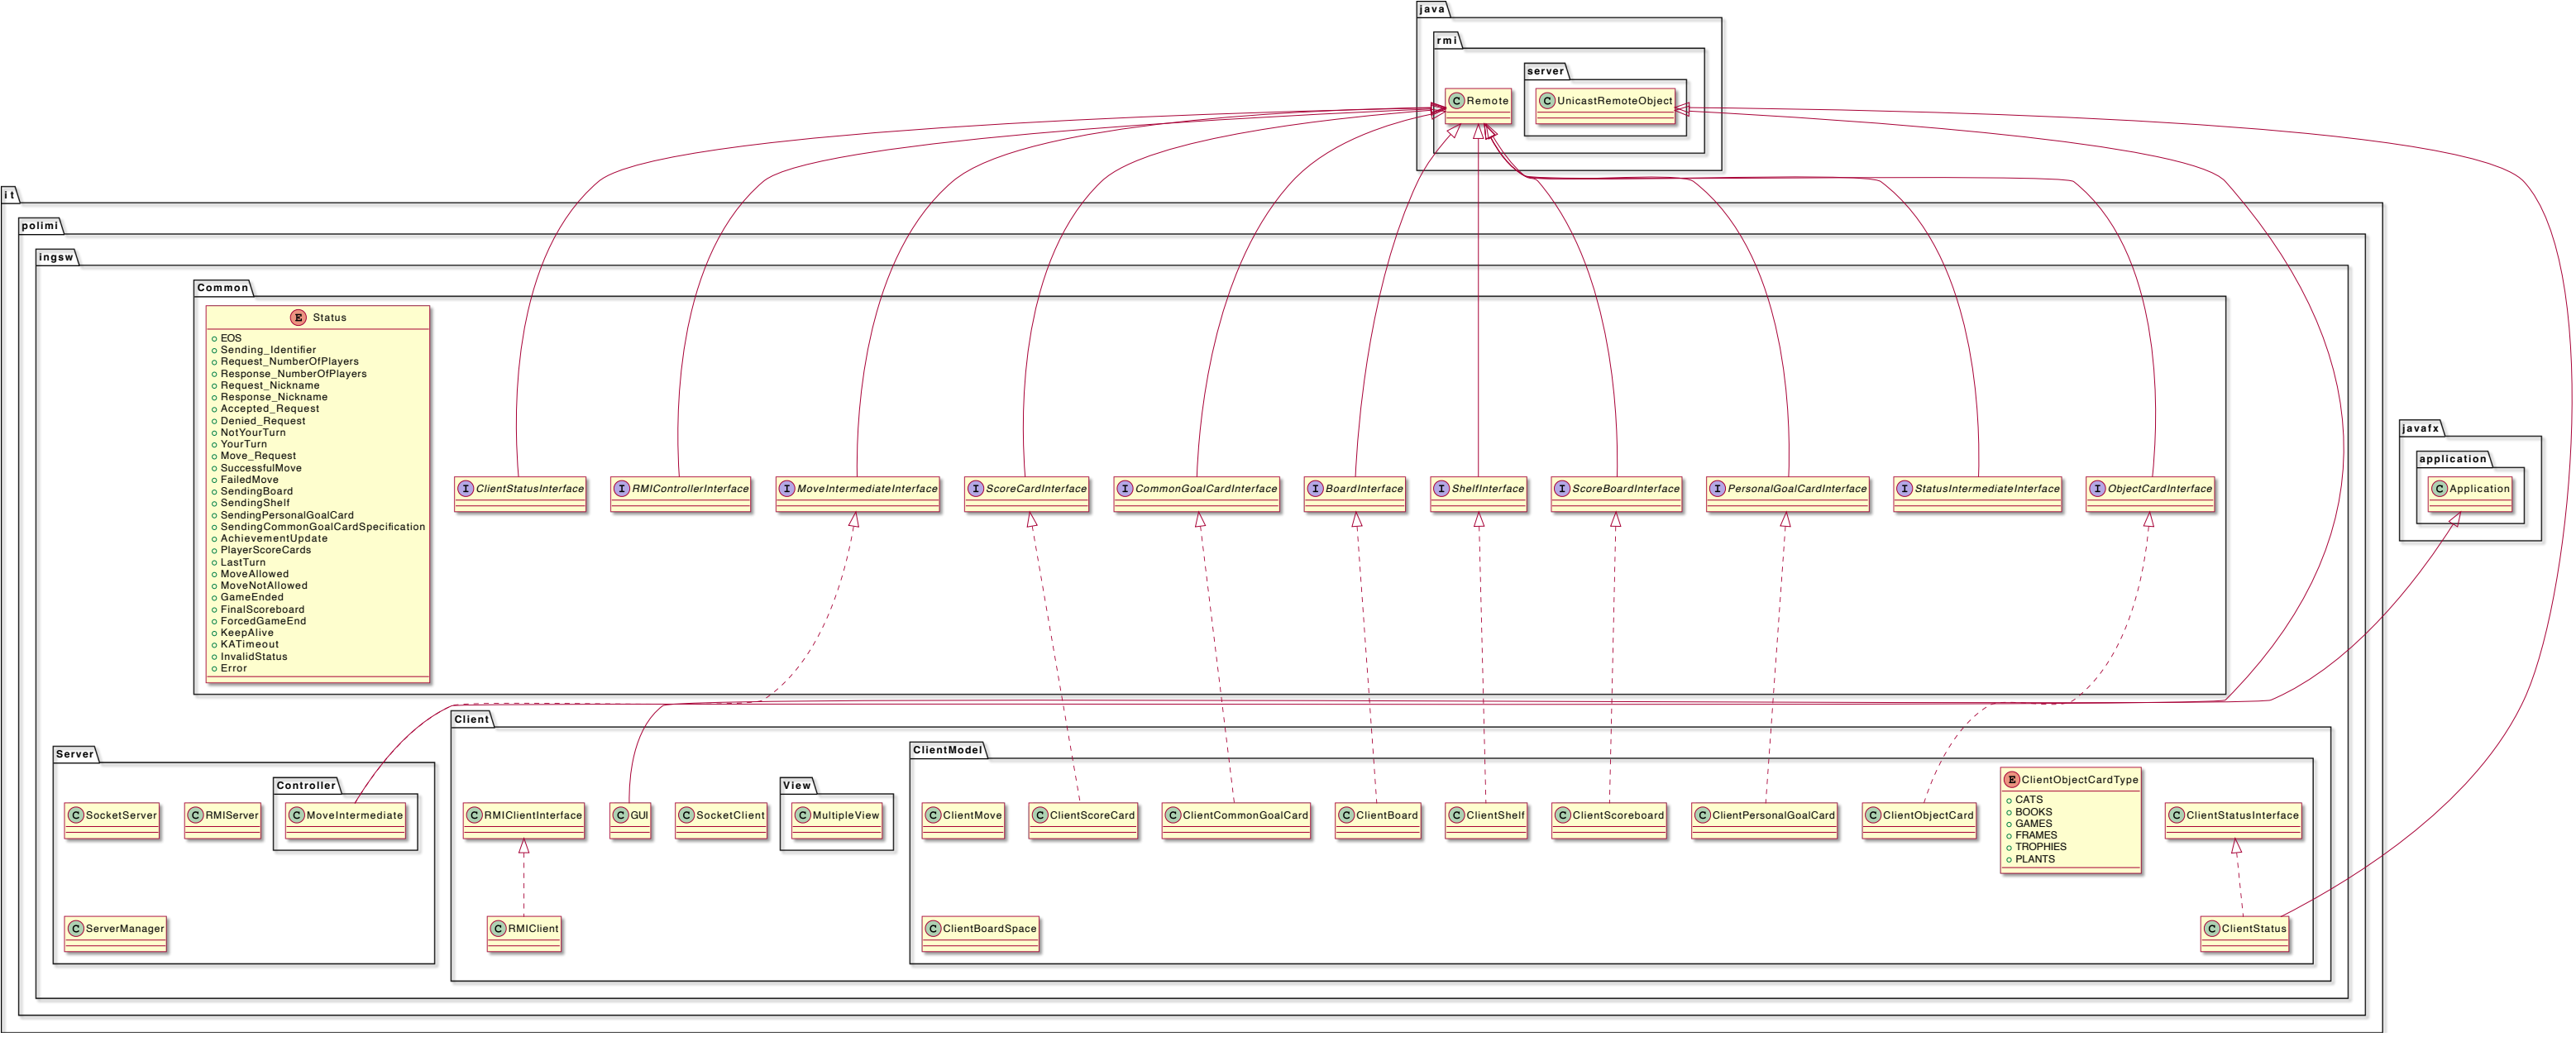 java
rmi
server
C Remote
C UnicastRemoteObject
it
polimi
ingsw
Common
E Status
EOS
Sending_Identifier
Request_NumberOfPlayers
Response_NumberOfPlayers
Request_Nickname
Response_Nickname
Accepted_Request
Denied_Request
NotYourTurn
YourTurn
Move_Request
SuccessfulMove
FailedMove
SendingBoard
SendingShelf
SendingPersonalGoalCard
SendingCommonGoalCardSpecification
AchievementUpdate
PlayerScoreCards
LastTurn
MoveAllowed
MoveNotAllowed
GameEnded
FinalScoreboard
ForcedGameEnd
KeepAlive
KATimeout
InvalidStatus
Error
I ClientStatusInterface
I RMIControllerInterface
I MoveIntermediateInterface
I ScoreCardInterface
I CommonGoalCardInterface
I BoardInterface
I ShelfInterface
I ScoreBoardInterface
I PersonalGoalCardInterface
I StatusIntermediateInterface
I ObjectCardInterface
javafx
application
C Application
Server
C SocketServer
C RMIServer
Controller
C MoveIntermediate
C ServerManager
Client
C RMIClientInterface
C GUI
C SocketClient
View
C MultipleView
C RMIClient
ClientModel
C ClientMove
C ClientScoreCard
C ClientCommonGoalCard
C ClientBoard
C ClientShelf
C ClientScoreboard
C ClientPersonalGoalCard
C ClientObjectCard
E ClientObjectCardType
CATS
BOOKS
GAMES
FRAMES
TROPHIES
PLANTS
C ClientStatusInterface
C ClientBoardSpace
C ClientStatus